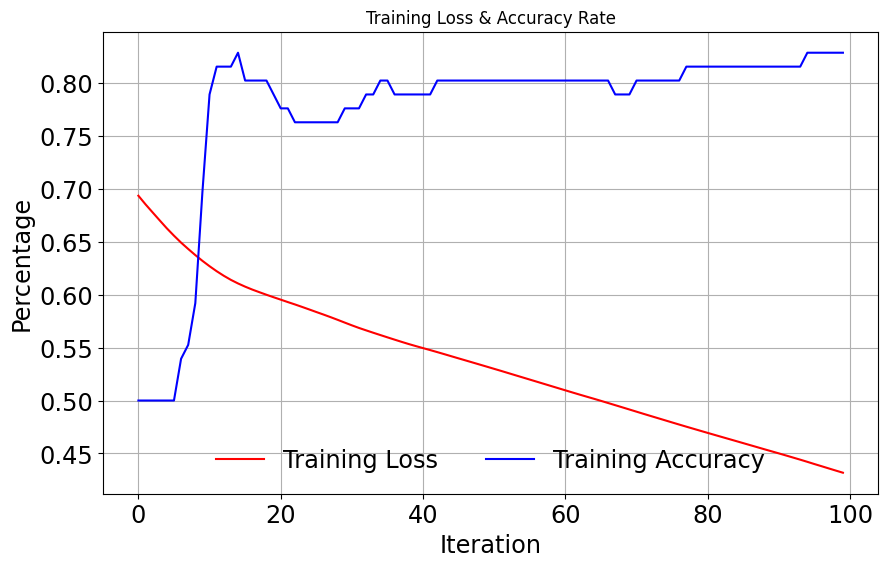 Training Loss & Accuracy Rate
Percentage
0.80
0.75
0.70
0.65
0.60
0.55
0.50
0.45
Training Loss
Training Accuracy
0 20 40 60 80 100
Iteration